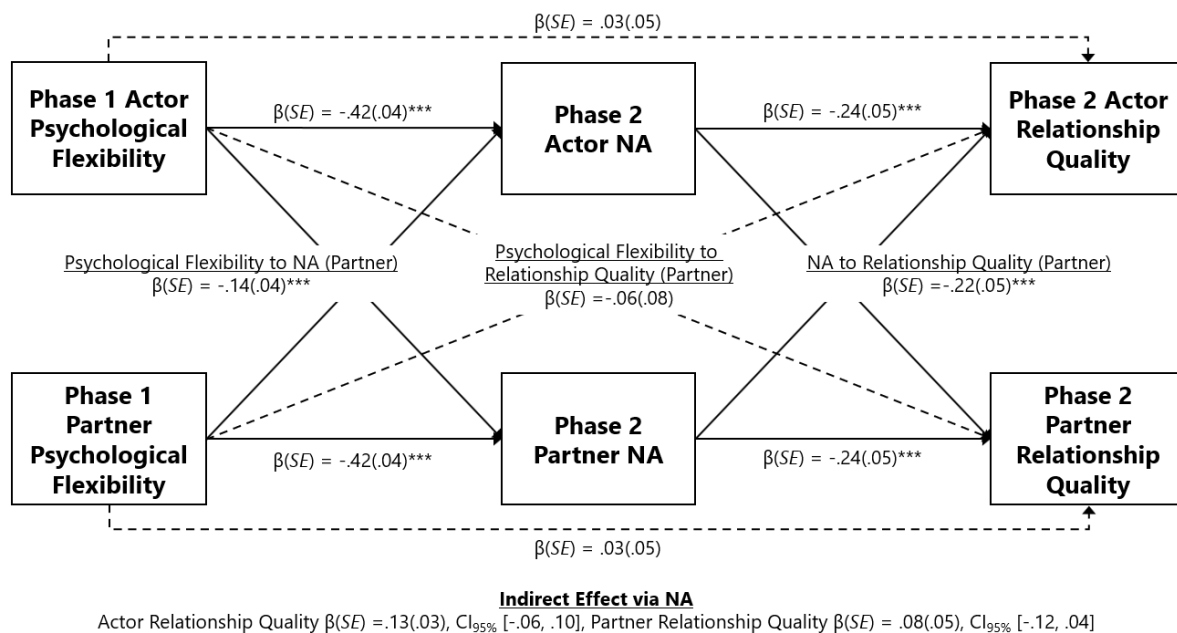 β(SE) = .03(.05)
Phase 1 Actor
Psychological
Flexibility
β(SE) = -.42(.04)***
Phase 2
Actor NA
β(SE) = -.24(.05)***
Phase 2 Actor
Relationship
Quality
Psychological Flexibility to NA (Partner)
β(SE) = -.14(.04)***
Psychological Flexibility to
Relationship Quality (Partner)
β(SE) =-.06(.08)
NA to Relationship Quality (Partner)
β(SE) =-.22(.05)***
Phase 1
Partner
Psychological
Flexibility
β(SE) = -.42(.04)***
Phase 2
Partner NA
β(SE) = -.24(.05)***
Phase 2
Partner
Relationship
Quality
β(SE) = .03(.05)
Indirect Effect via NA
Actor Relationship Quality β(SE) =.13(.03), CI95% [-.06, .10], Partner Relationship Quality β(SE) = .08(.05), CI95% [-.12, .04]